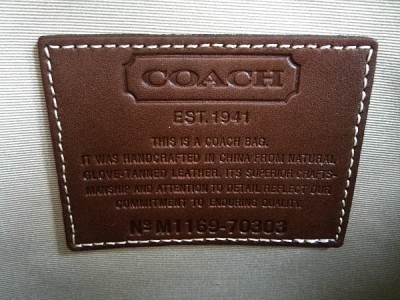 COACH
EST. 1941
THIS IS A COACH BAG.
IT WAS HANDCRAFTED IN CHINA FROM NATURAL
GLOVE-TANNED LEATHER. ITS SUPERIOR CRAFTS-
MANSHIP AND ATTENTION TO DETAIL REFLECT OUR
COMMITMENT TO ENDURING QUALITY.
Nº M1169-70303